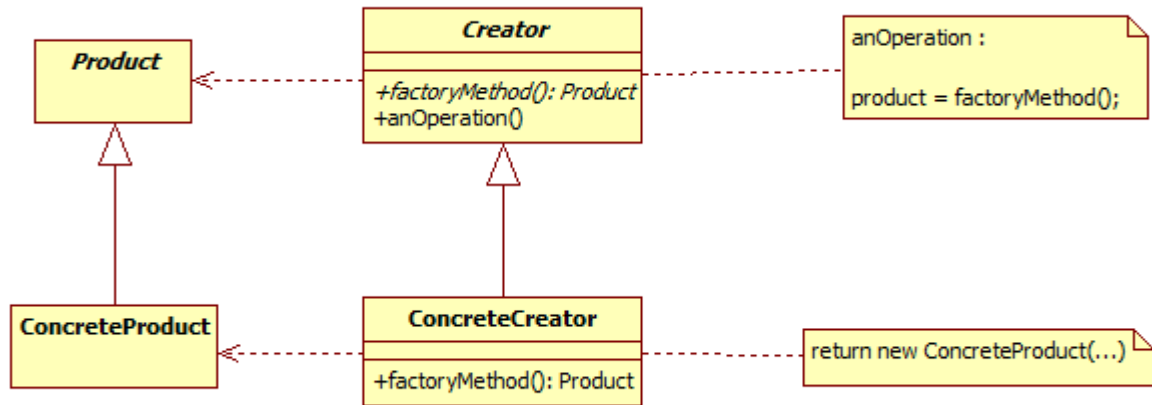 Product
Creator
+factoryMethod(): Product
+anOperation()
anOperation :
product = factoryMethod();
ConcreteProduct
ConcreteCreator
+factoryMethod(): Product
return new ConcreteProduct(...)